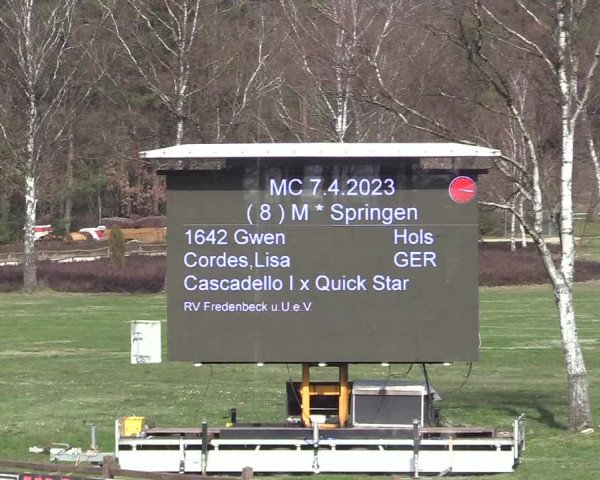 MC 7.4.2023
( 8 ) M * Springen
1642 Gwen Hols
Cordes,Lisa GER
Cascadello I x Quick Star
RV Fredenbeck u.U e.V.